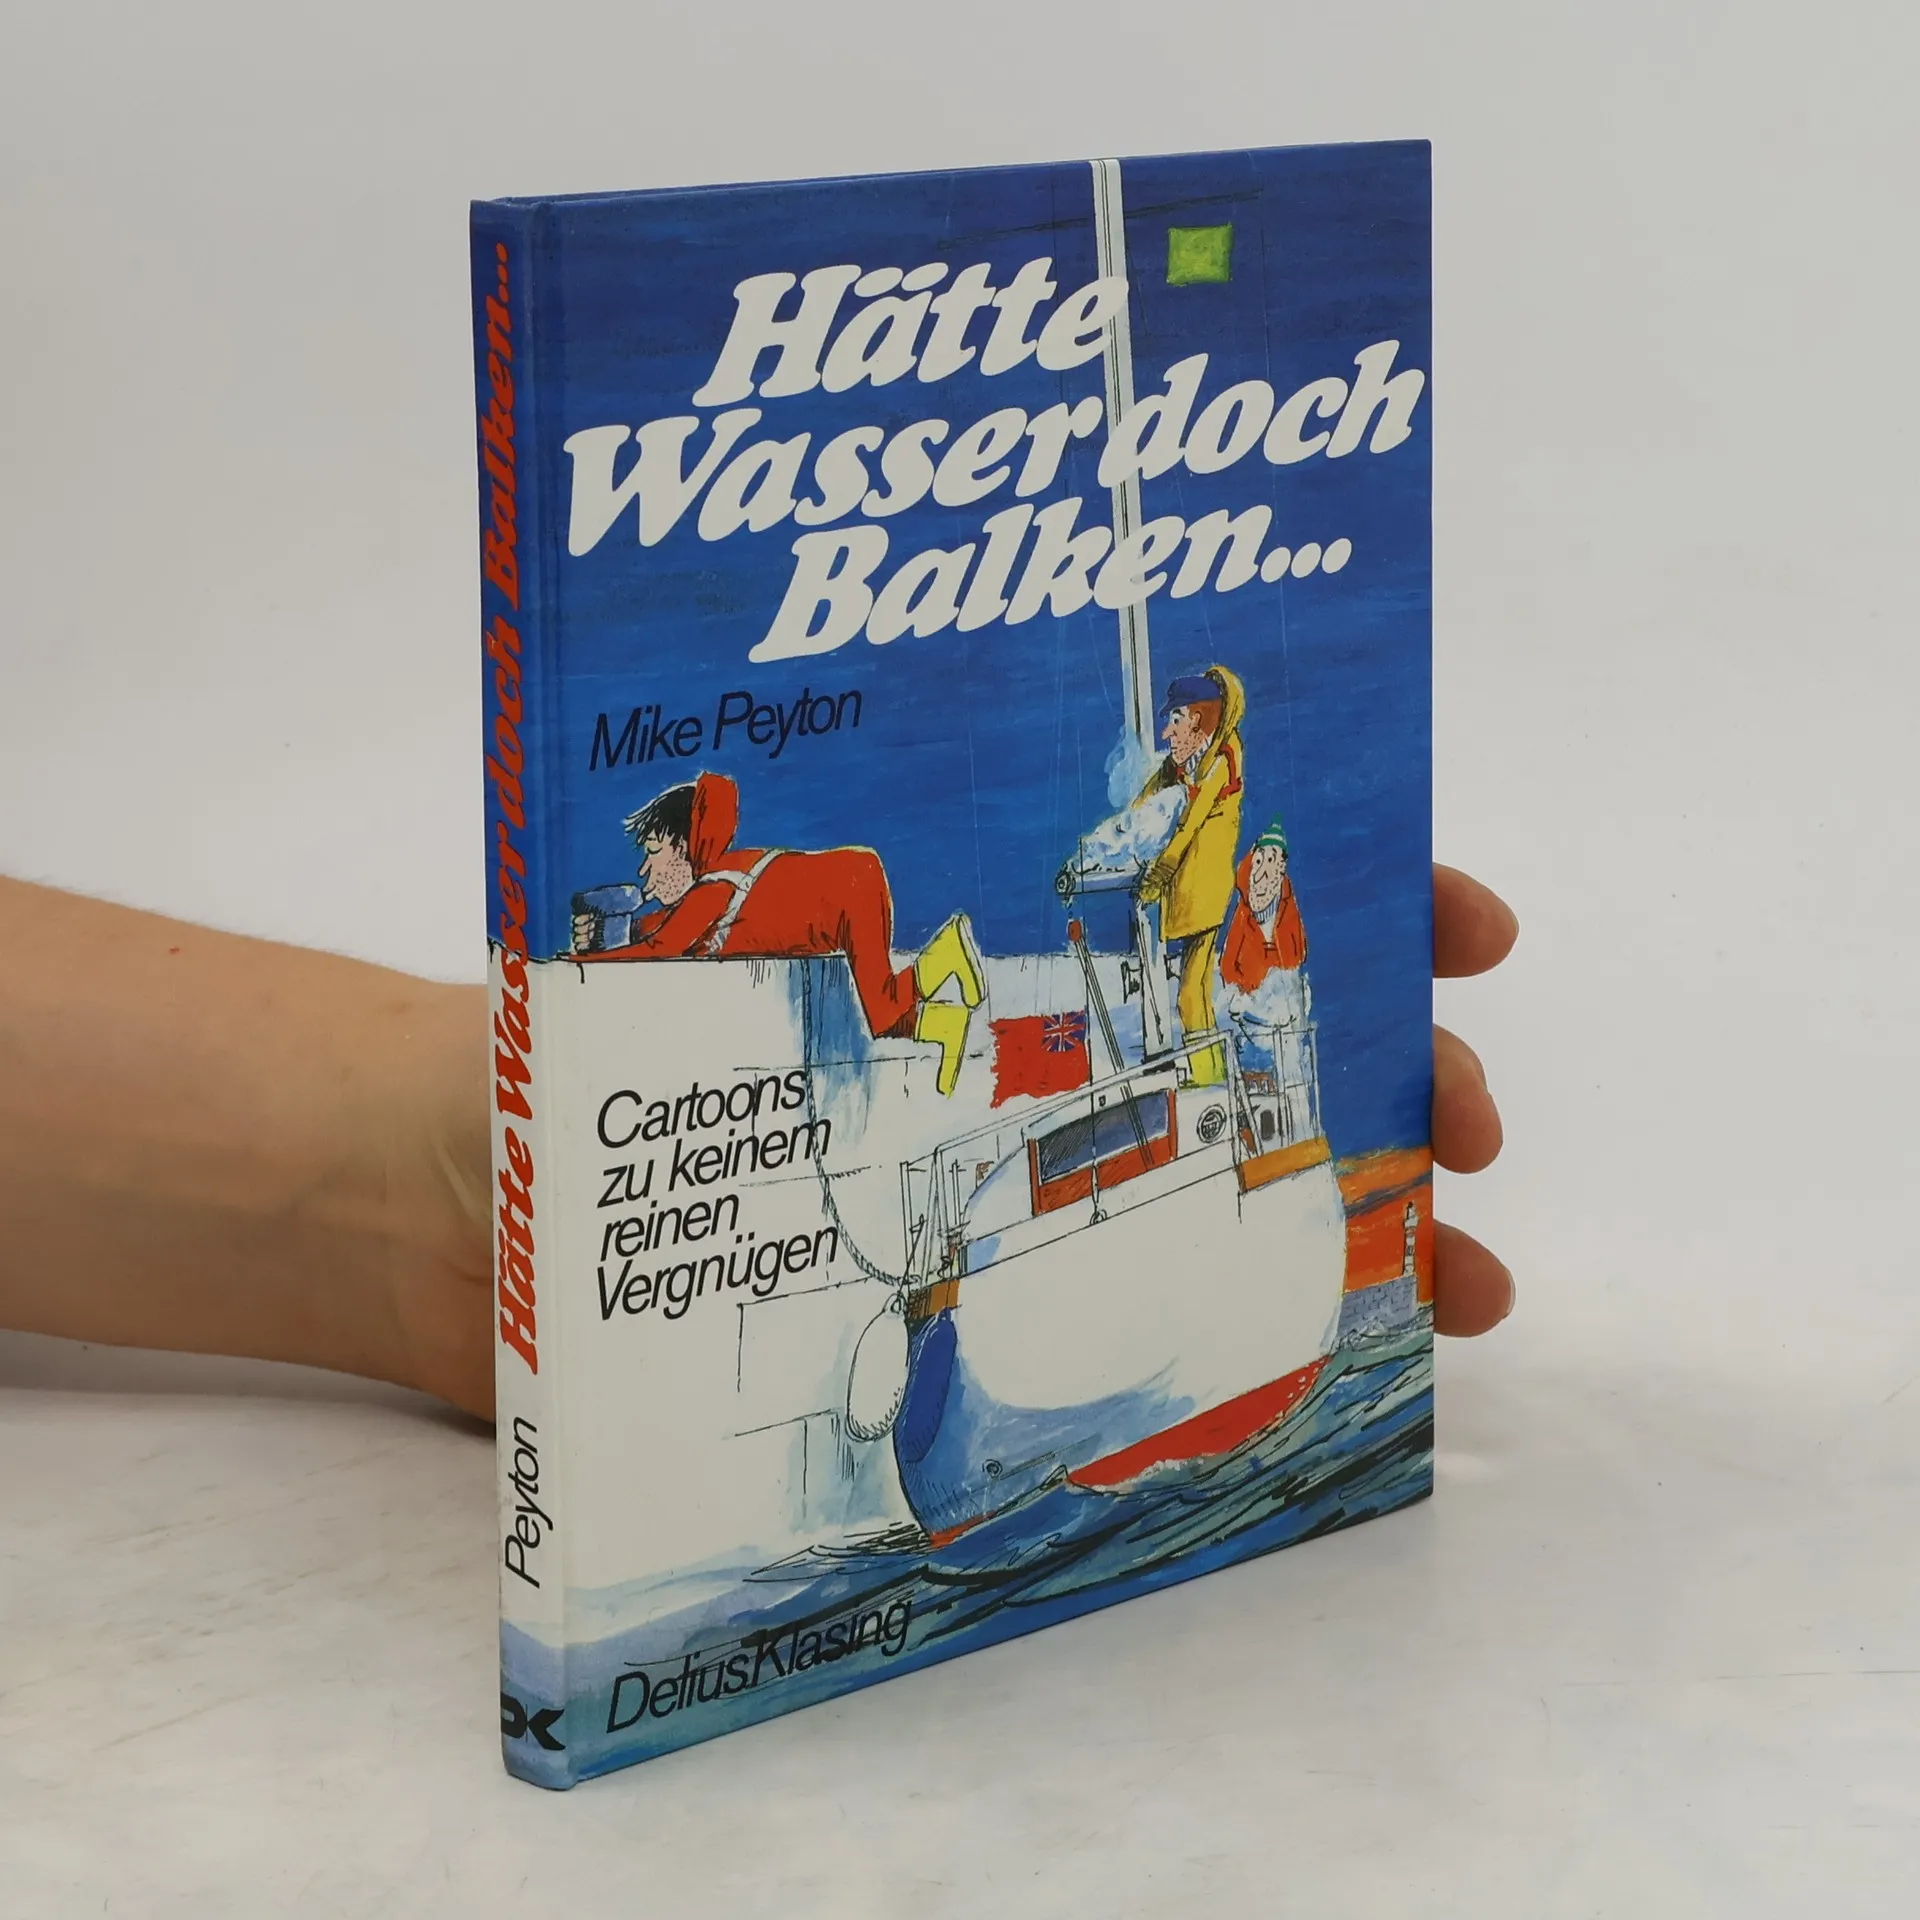 Hätte
Wasser doch
Balken...
Mike Peyton
Cartoons
zu keinem
reinen
Vergnügen
Delius Klasing
Peyton Hätte Wasser doch Balken...
DK